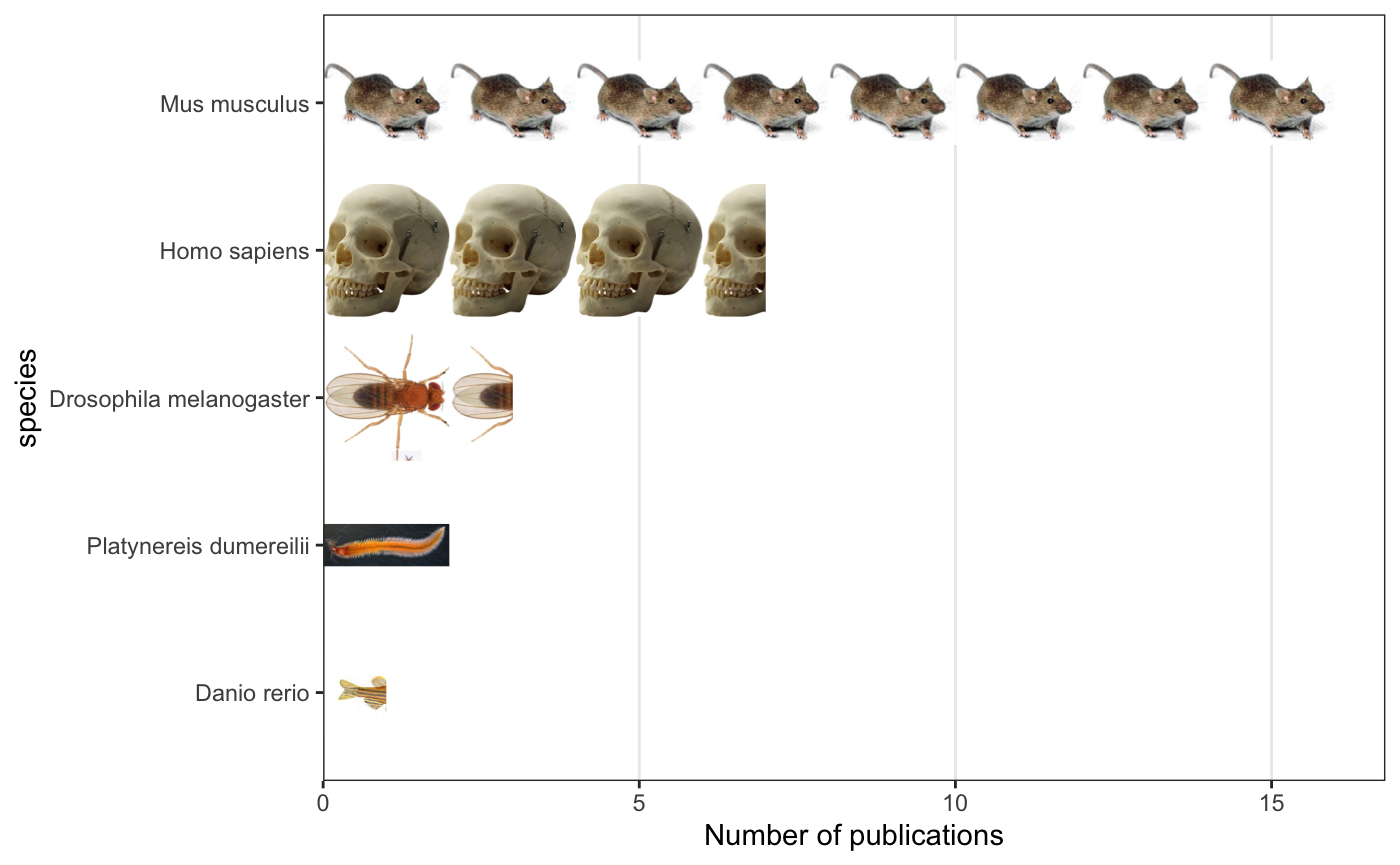 Mus musculus
Homo sapiens
Drosophila melanogaster
Platynereis dumereilii
Danio rerio
species
0 5 10 15
Number of publications